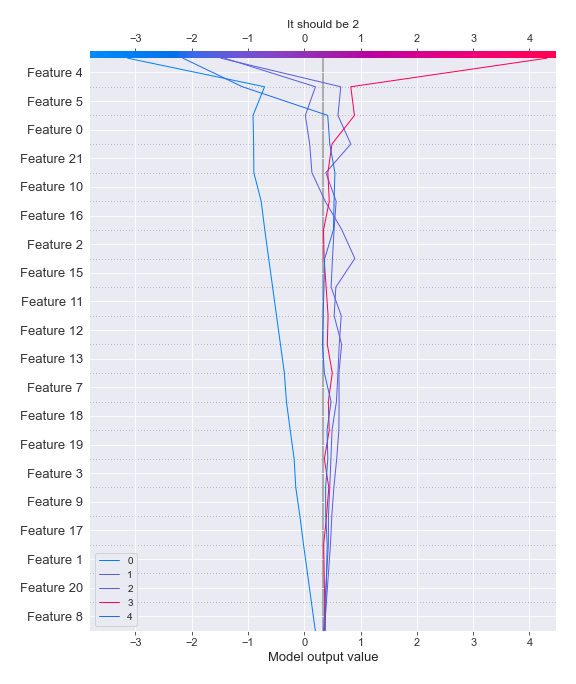 It should be 2
−3 −2 −1 0 1 2 3 4
Feature 4
Feature 5
Feature 0
Feature 21
Feature 10
Feature 16
Feature 2
Feature 15
Feature 11
Feature 12
Feature 13
Feature 7
Feature 18
Feature 19
Feature 3
Feature 9
Feature 17
Feature 1
Feature 20
Feature 8
0
1
2
3
4
−3 −2 −1 0 1 2 3 4
Model output value